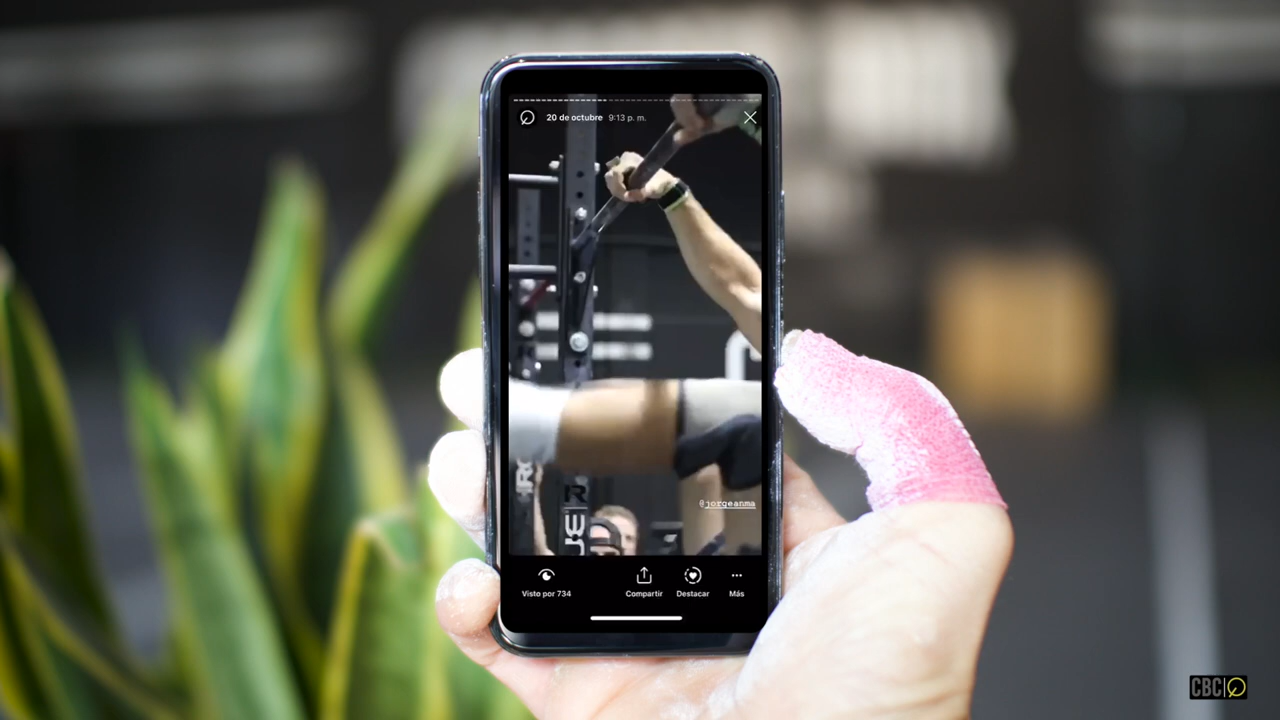 20 de octubre 9:13 p. m.
@jorgeanma
Visto por 734
Compartir
Destacar
Más
CBC